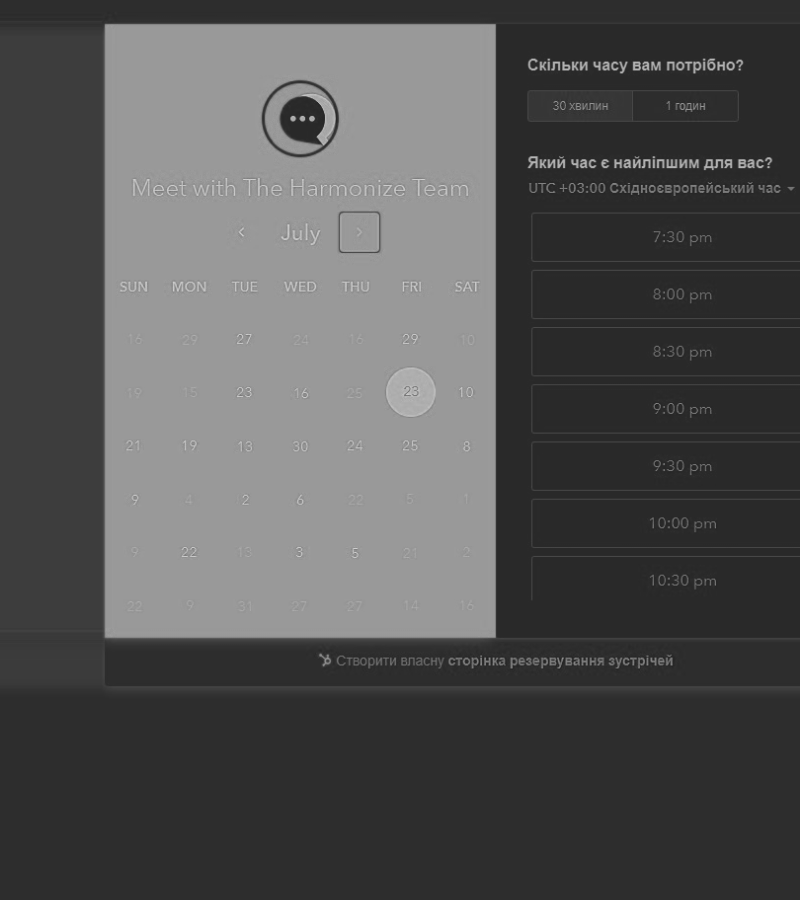 Meet with The Harmonize Team
July
SUN MON TUE WED THU FRI SAT
16 29 27 24 16 29 10
19 15 23 16 25 23 10
21 19 13 30 24 25 8
9 4 2 6 22 5 1
9 22 13 3 5 21 2
22 9 31 27 27 14 16
Скільки часу вам потрібно?
30 хвилин 1 годин
Який час є найліпшим для вас?
UTC +03:00 Східноєвропейський час
7:30 pm
8:00 pm
8:30 pm
9:00 pm
9:30 pm
10:00 pm
10:30 pm
Створити власну сторінка резервування зустрічей